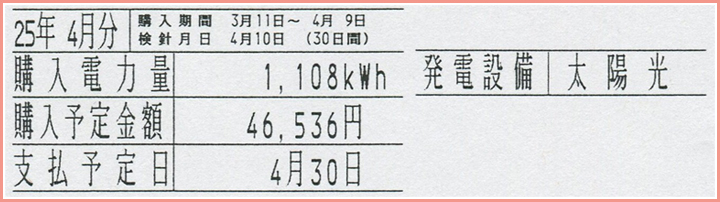 25年 4月分 購入期間 3月11日~ 4月 9日
検針月日 4月10日 (30日間)
購入電力量 1,108kWh
発電設備 太陽光
購入予定金額 46,536円
支払予定日 4月30日